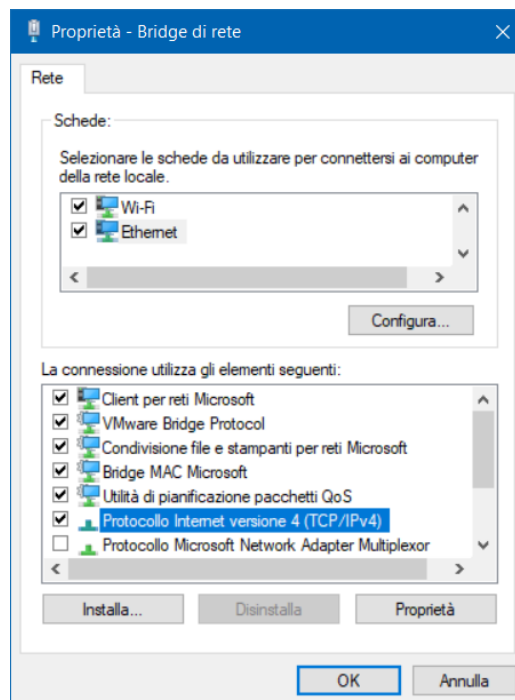 Proprietà - Bridge di rete
Rete
Schede:
Selezionare le schede da utilizzare per connettersi ai computer
della rete locale.
Wi-Fi
Ethernet
Configura...
La connessione utilizza gli elementi seguenti:
Client per reti Microsoft
VMware Bridge Protocol
Condivisione file e stampanti per reti Microsoft
Bridge MAC Microsoft
Utilità di pianificazione pacchetti QoS
Protocollo Internet versione 4 (TCP/IPv4)
Protocollo Microsoft Network Adapter Multiplexor
Installa...
Disinstalla
Proprietà
OK
Annulla